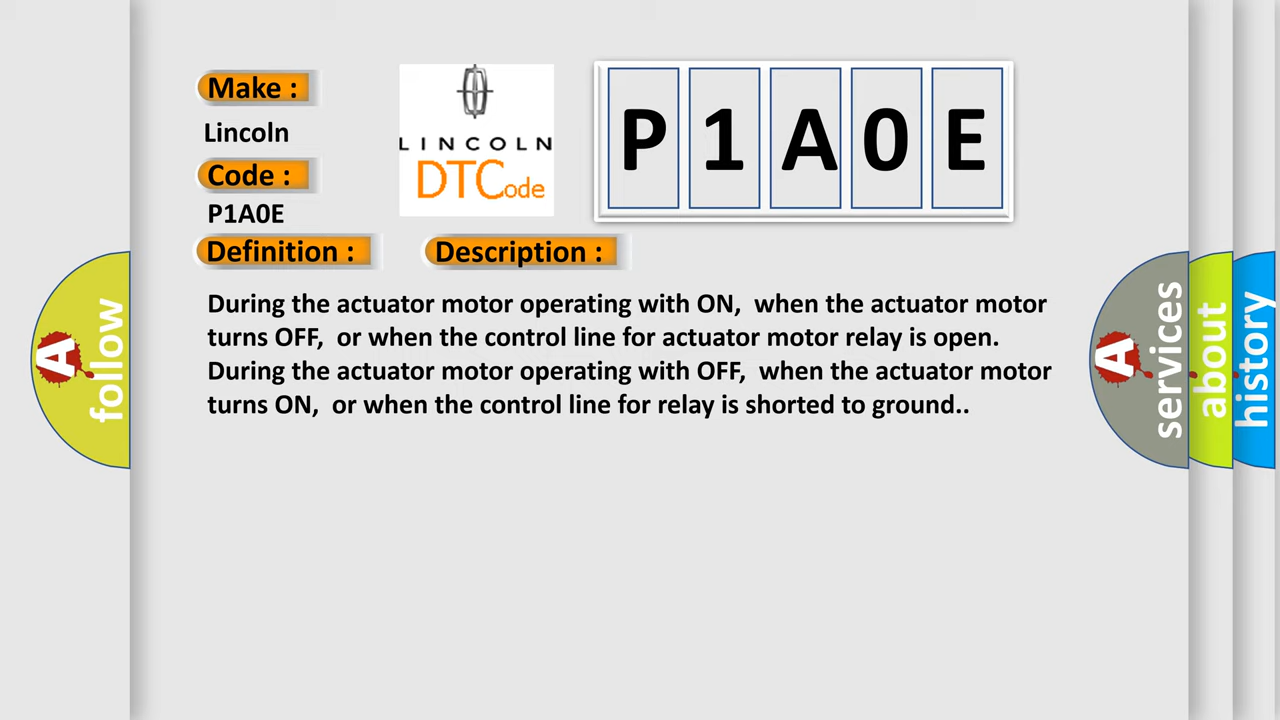 Make :
Lincoln
Code :
P1A0E
Definition :
Description :
LINCOLN
DTCode
P1A0E
During the actuator motor operating with ON, when the actuator motor
turns OFF, or when the control line for actuator motor relay is open.
During the actuator motor operating with OFF, when the actuator motor
turns ON, or when the control line for relay is shorted to ground..
A
follow
A
services
about
history